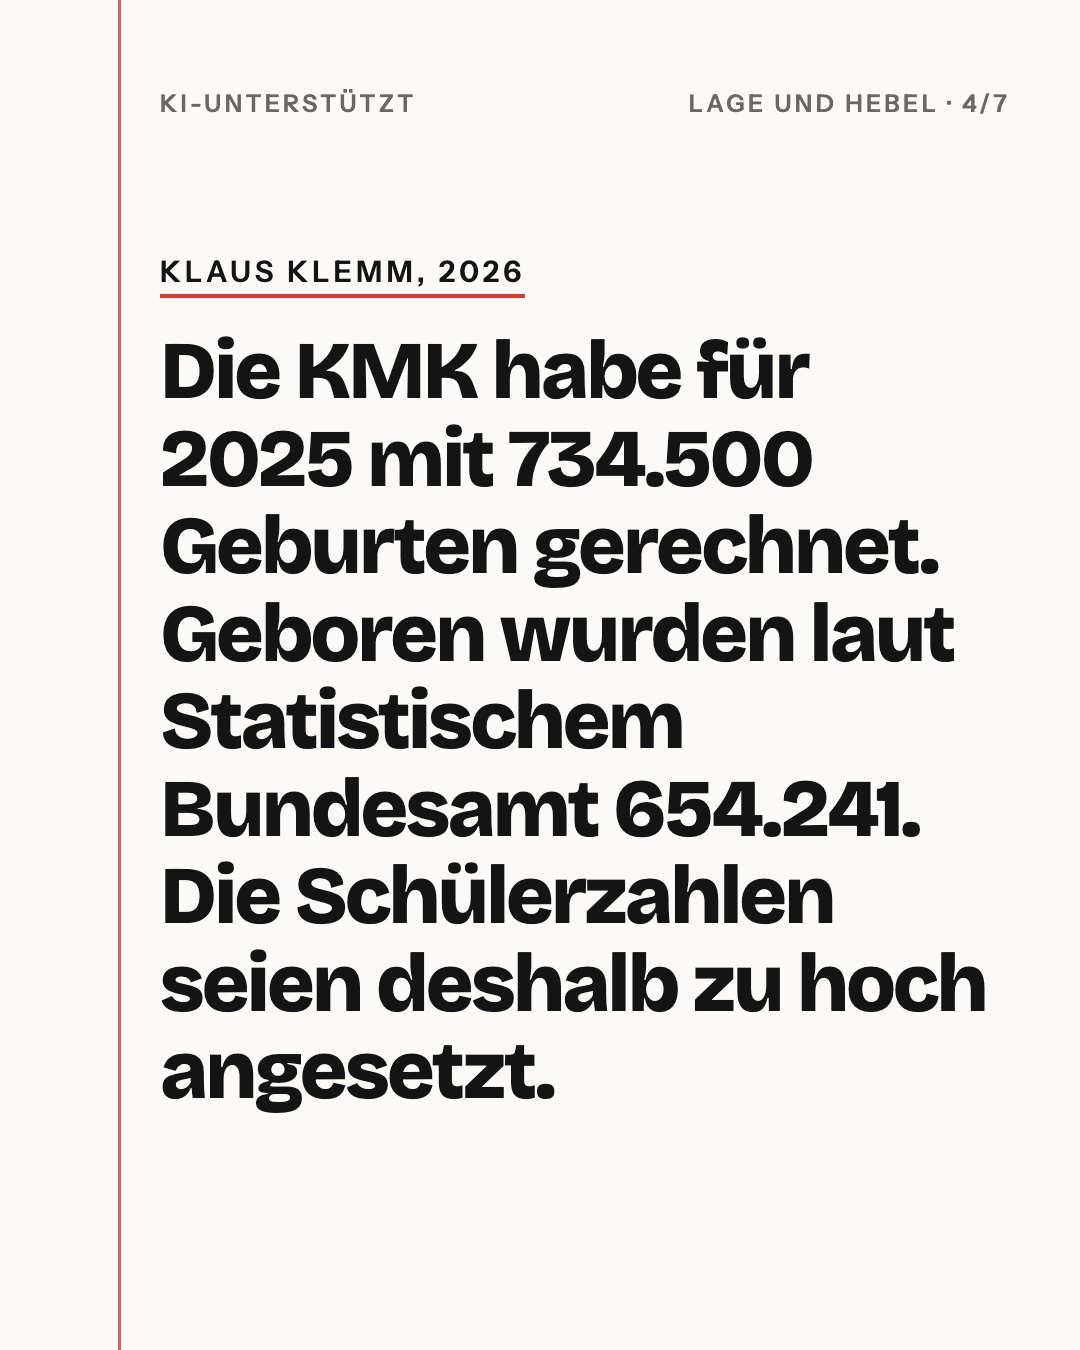 KI-UNTERSTÜTZT
LAGE UND HEBEL · 4/7
KLAUS KLEMM, 2026
Die KMK habe für
2025 mit 734.500
Geburten gerechnet.
Geboren wurden laut
Statistischem
Bundesamt 654.241.
Die Schülerzahlen
seien deshalb zu hoch
angesetzt.